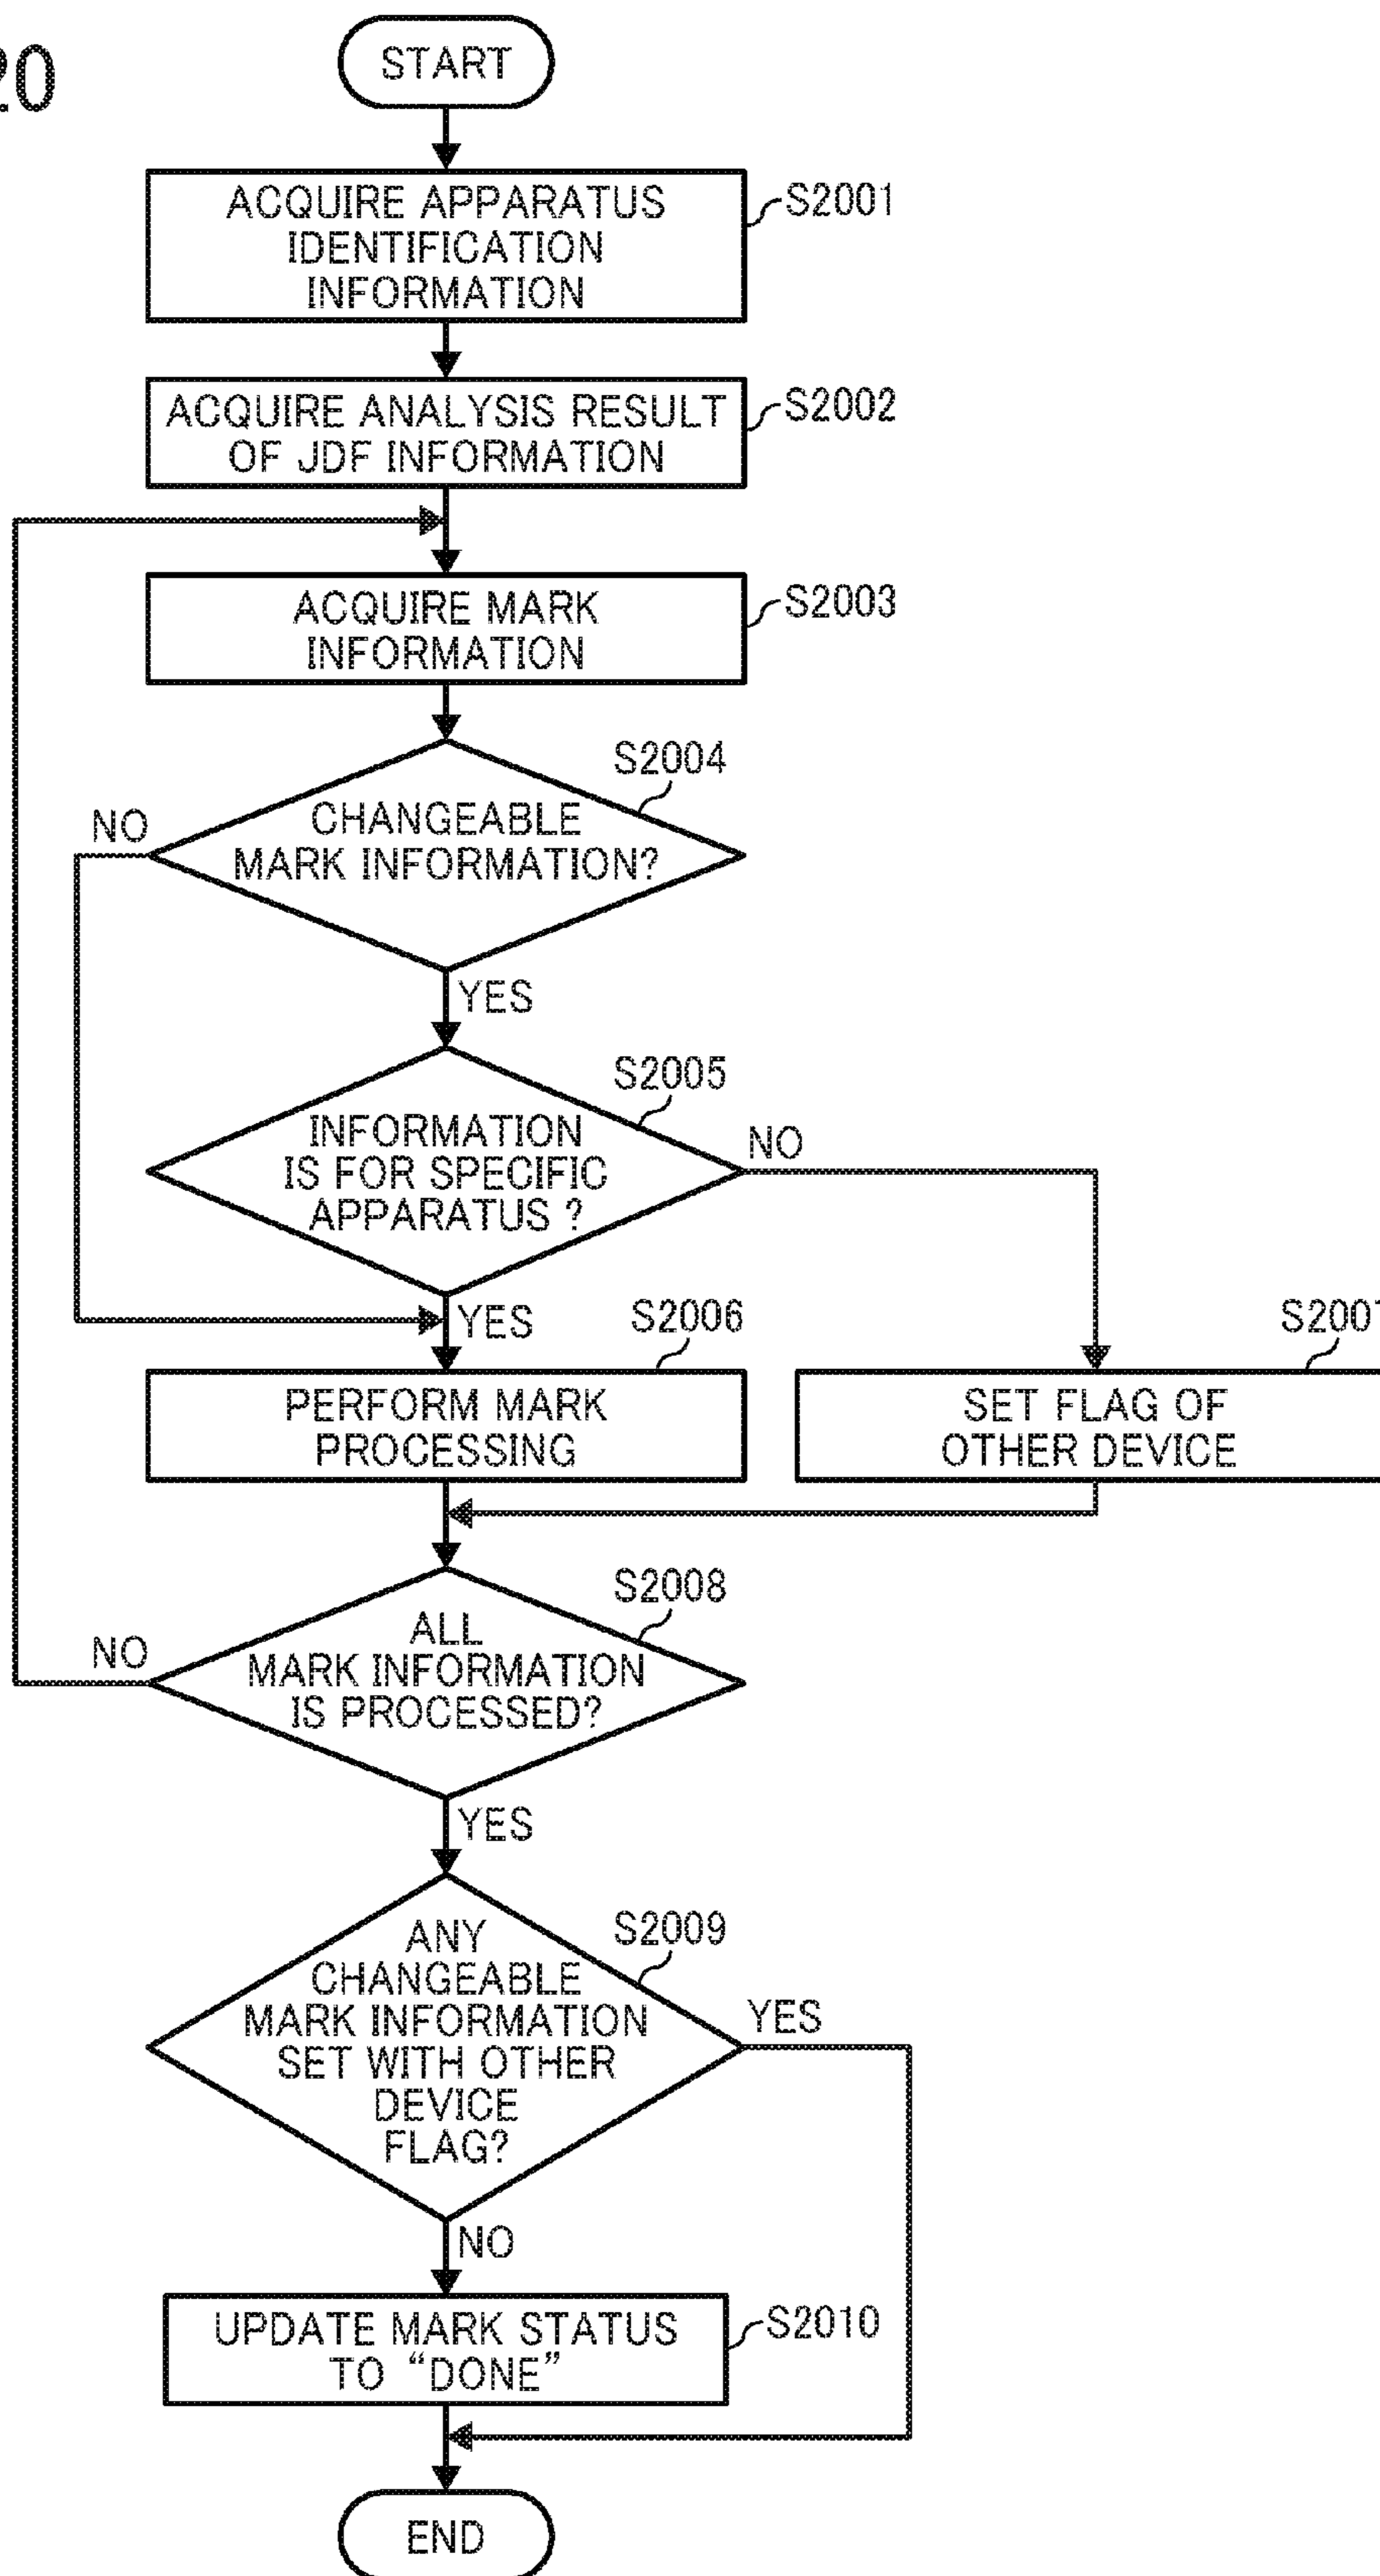 20
START
ACQUIRE APPARATUS
IDENTIFICATION
INFORMATION
S2001
ACQUIRE ANALYSIS RESULT
OF JDF INFORMATION
S2002
ACQUIRE MARK
INFORMATION
S2003
S2004
CHANGEABLE
MARK INFORMATION?
NO
YES
S2005
INFORMATION
IS FOR SPECIFIC
APPARATUS ?
NO
YES
S2006
PERFORM MARK
PROCESSING
S2007
SET FLAG OF
OTHER DEVICE
S2008
ALL
MARK INFORMATION
IS PROCESSED?
NO
YES
S2009
ANY
CHANGEABLE
MARK INFORMATION
SET WITH OTHER
DEVICE
FLAG?
YES
NO
UPDATE MARK STATUS
TO “DONE”
S2010
END